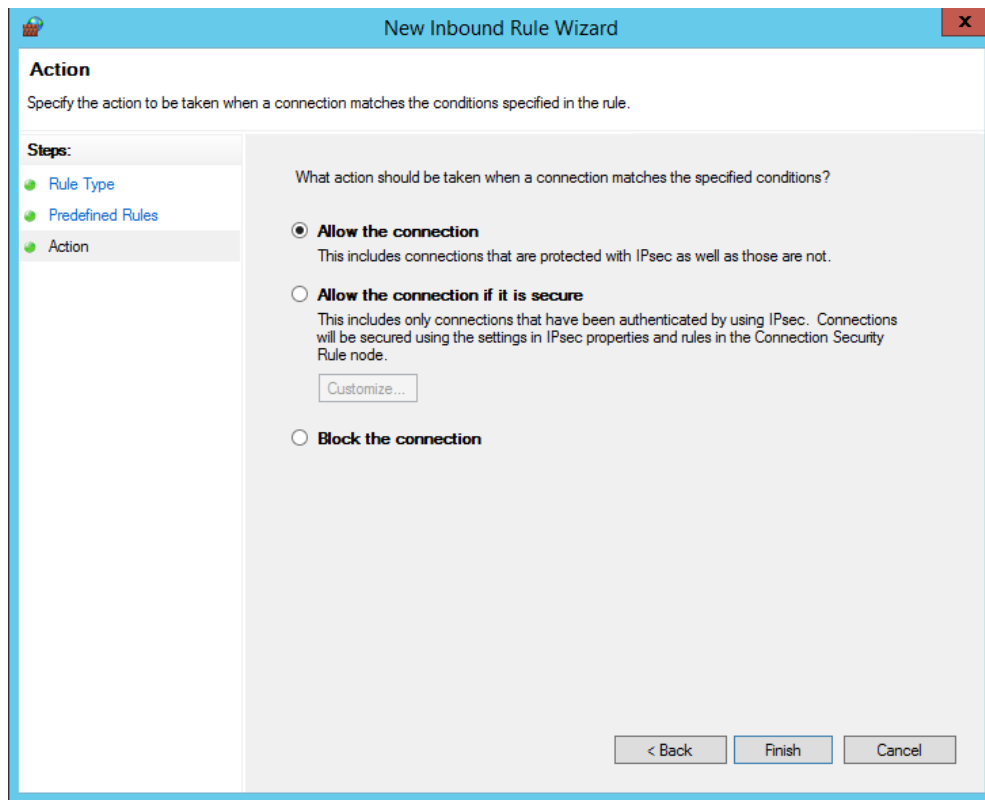 New Inbound Rule Wizard
x
Action
Specify the action to be taken when a connection matches the conditions specified in the rule.
Steps:
Rule Type
Predefined Rules
Action
What action should be taken when a connection matches the specified conditions?
Allow the connection
This includes connections that are protected with IPsec as well as those are not.
Allow the connection if it is secure
This includes only connections that have been authenticated by using IPsec. Connections
will be secured using the settings in IPsec properties and rules in the Connection Security
Rule node.
Customize...
Block the connection
< Back
Finish
Cancel